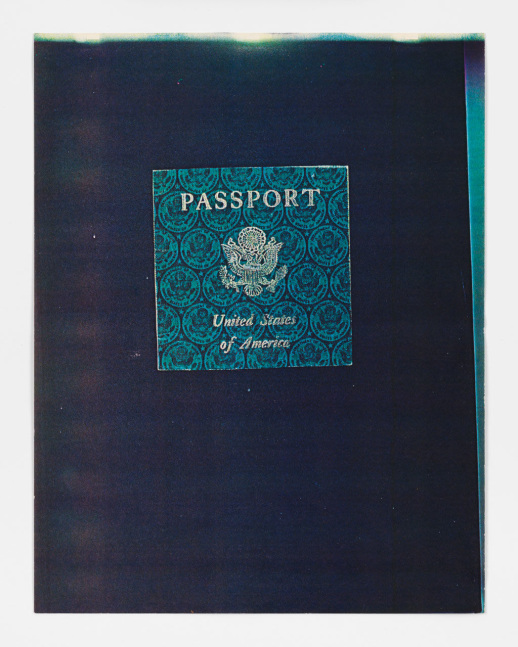 PASSPORT
United States
of America